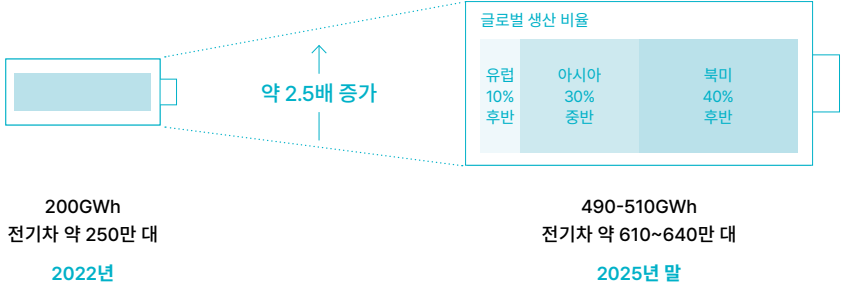 글로벌 생산 비율
약 2.5배 증가
유럽
10%
후반
아시아
30%
중반
북미
40%
후반
200GWh
전기차 약 250만 대
2022년
490-510GWh
전기차 약 610~640만 대
2025년 말